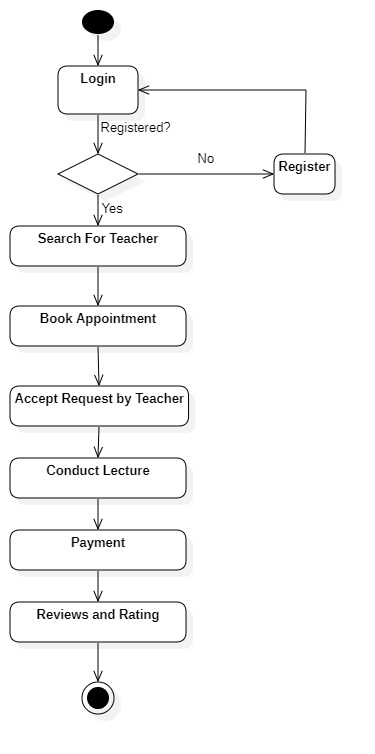 Login
Registered?
No
Register
Yes
Search For Teacher
Book Appointment
Accept Request by Teacher
Conduct Lecture
Payment
Reviews and Rating